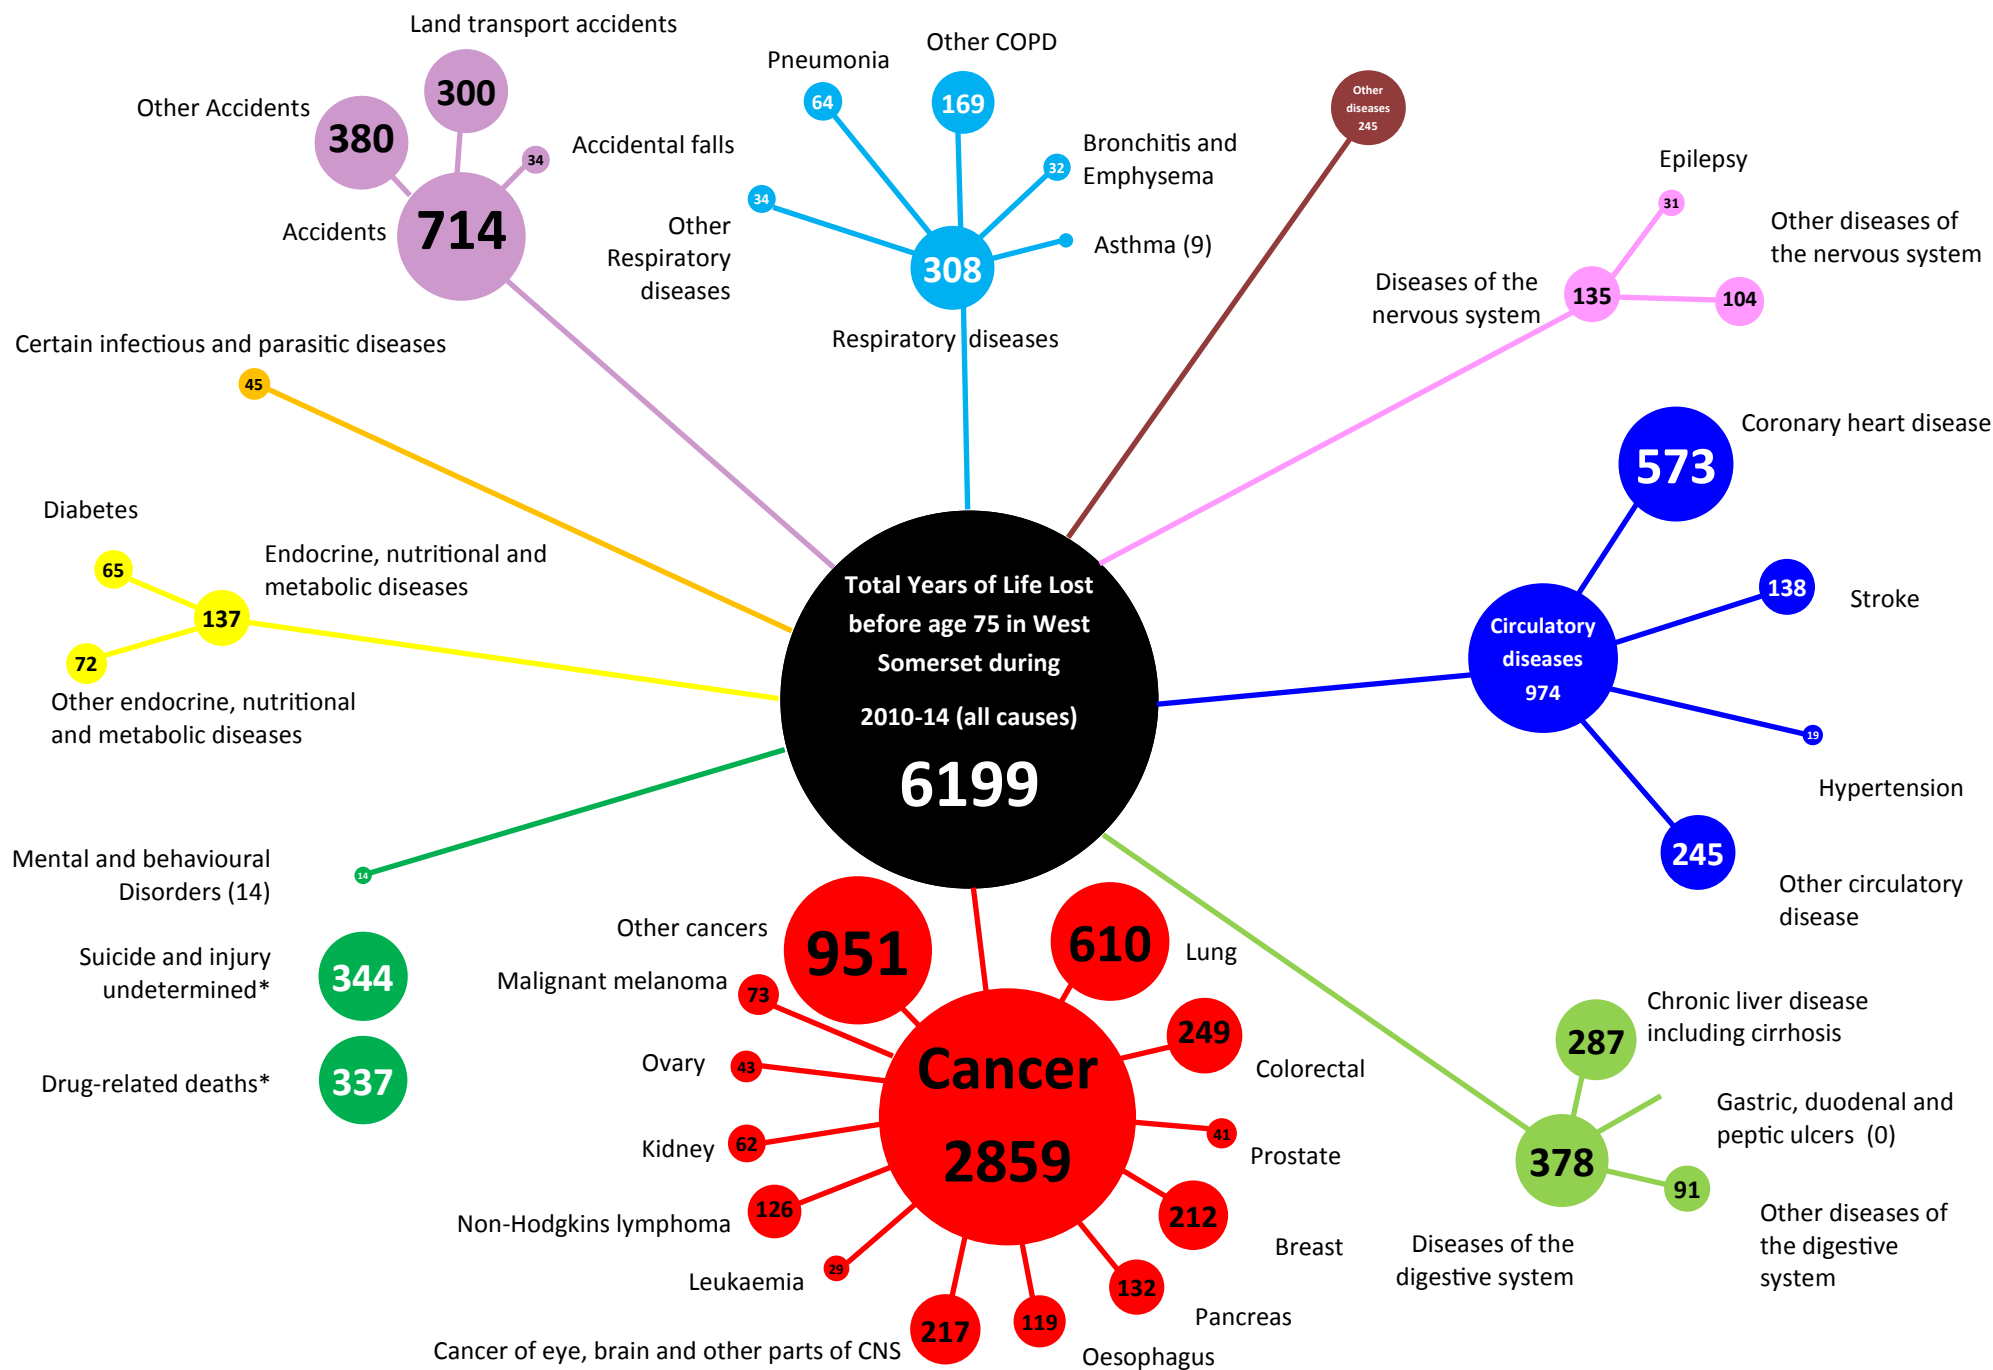 Land transport accidents
300
Other Accidents
380
34
Accidental falls
Accidents
714
Pneumonia
64
Other COPD
169
Bronchitis and
Emphysema
32
34
Other
Respiratory
diseases
Asthma (9)
308
Respiratory diseases
Other
diseases
245
Epilepsy
31
Other diseases of
the nervous system
104
Diseases of the
nervous system
135
Certain infectious and parasitic diseases
45
Coronary heart disease
573
Stroke
138
Circulatory
diseases
974
19
Hypertension
245
Other circulatory
disease
Diabetes
65
Endocrine, nutritional and
metabolic diseases
137
72
Other endocrine, nutritional
and metabolic diseases
Total Years of Life Lost
before age 75 in West
Somerset during
2010-14 (all causes)
6199
Mental and behavioural
Disorders (14)
14
Suicide and injury
undetermined*
344
Drug-related deaths*
337
Other cancers
951
610
Lung
Malignant melanoma
73
249
Colorectal
Ovary
43
Cancer
2859
41
Prostate
Kidney
62
212
Breast
Non-Hodgkins lymphoma
126
132
Pancreas
Leukaemia
29
217
Cancer of eye, brain and other parts of CNS
119
Oesophagus
Chronic liver disease
including cirrhosis
287
Gastric, duodenal and
peptic ulcers (0)
378
91
Diseases of the
digestive system
Other diseases of
the digestive
system